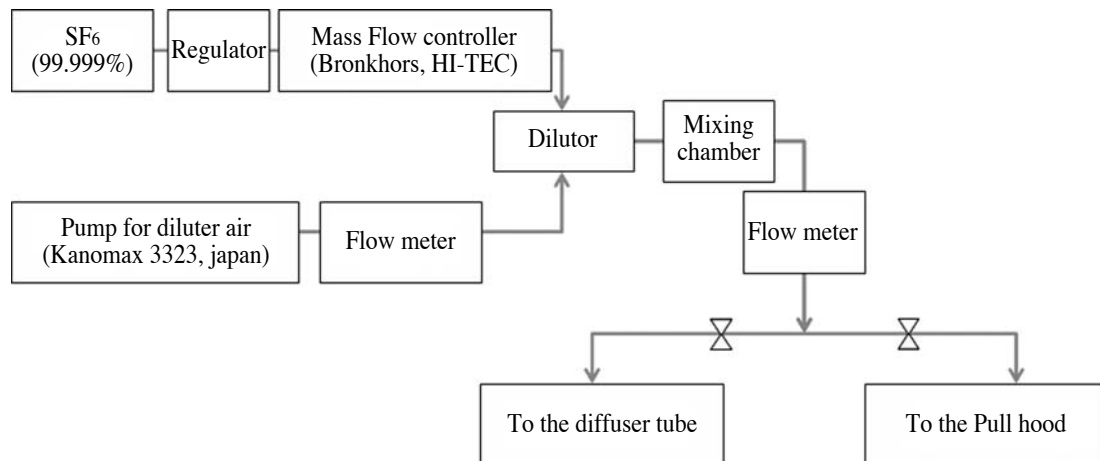 SF6
(99.999%)
Regulator
Mass Flow controller
(Bronkhors, HI-TEC)
Dilutor
Mixing
chamber
Pump for diluter air
(Kanomax 3323, japan)
Flow meter
Flow meter
To the diffuser tube
To the Pull hood